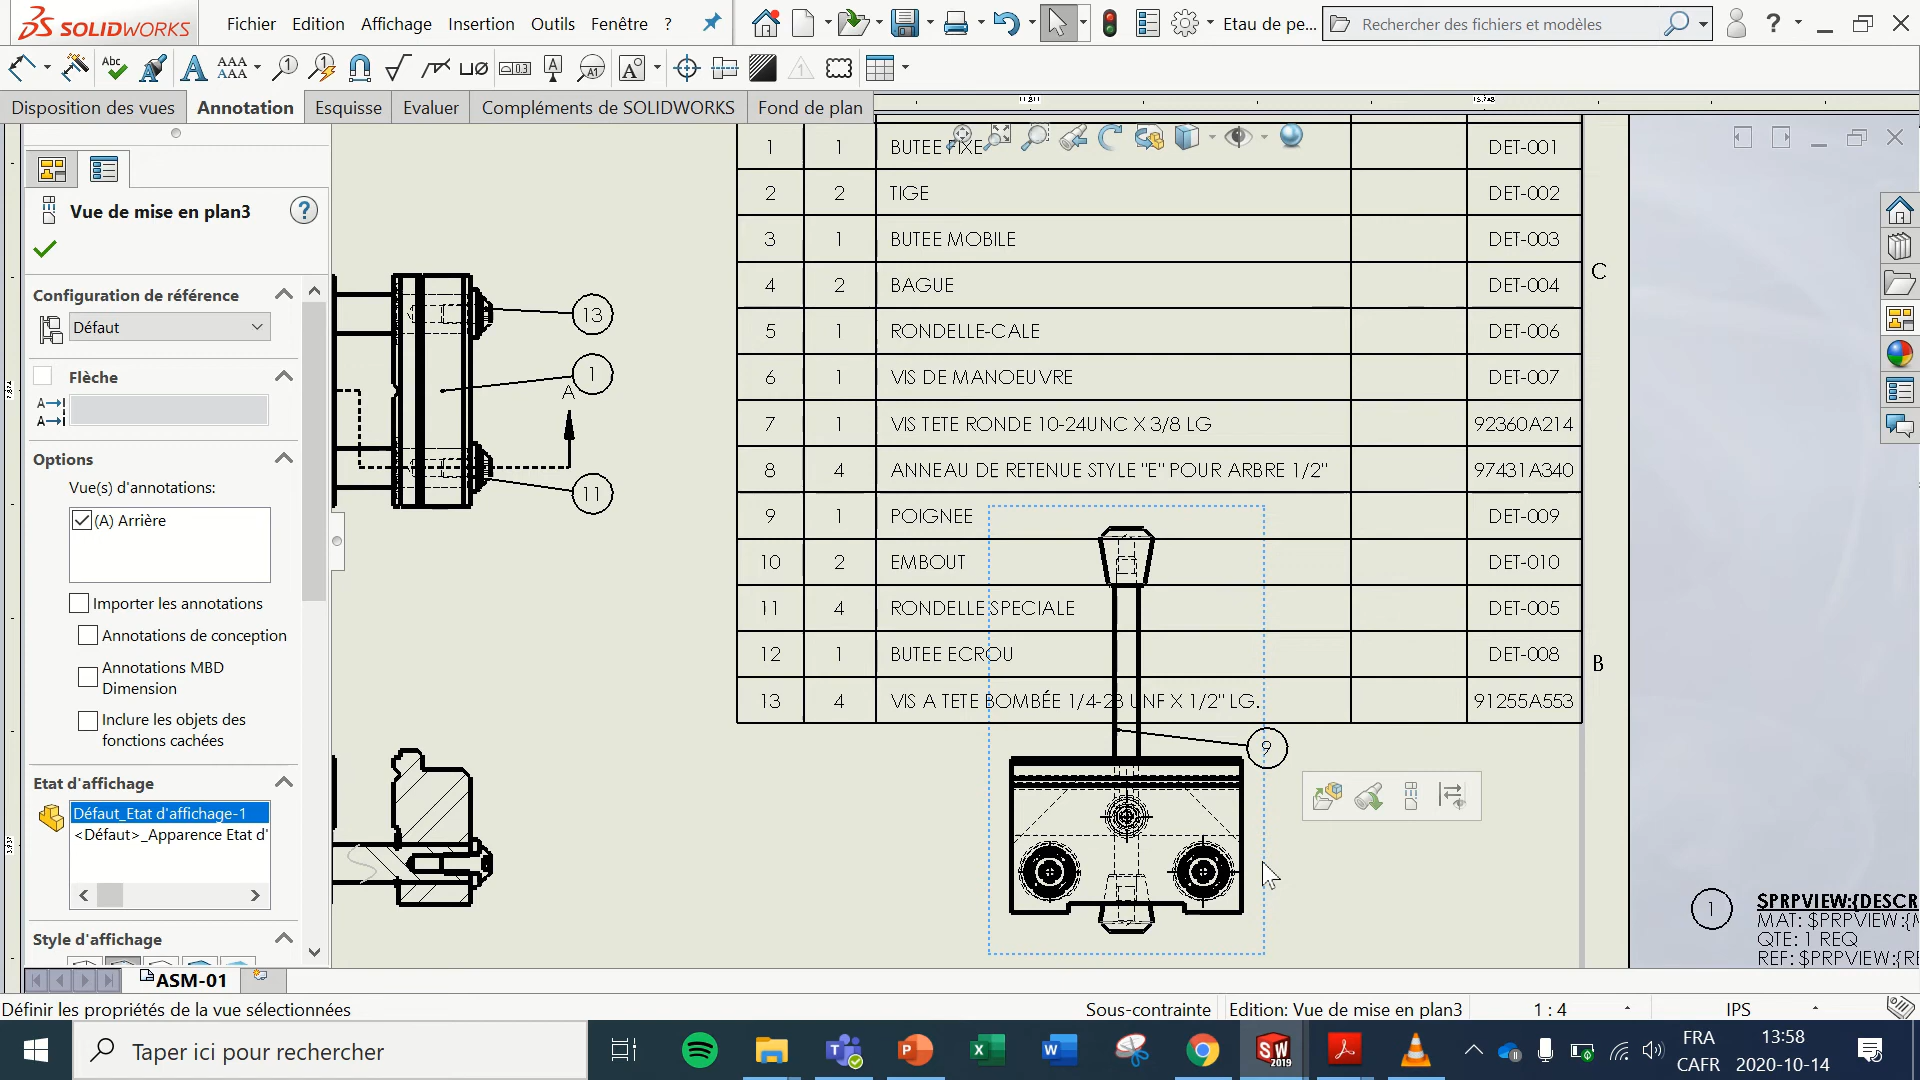 SOLIDWORKS
Fichier Edition Affichage Insertion Outils Fenêtre ?
Etau de pe...
Rechercher des fichiers et modèles
Disposition des vues Annotation Esquisse Evaluer Compléments de SOLIDWORKS Fond de plan
Vue de mise en plan3
Configuration de référence
Défaut
Flèche
Options
Vue(s) d'annotations:
(A) Arrière
Importer les annotations
Annotations de conception
Annotations MBD
Dimension
Inclure les objets des
fonctions cachées
Etat d'affichage
Défaut_Etat d'affichage-1
<Défaut>_Apparence Etat d'
Style d'affichage
13
1
A
11
1 1 BUTEE FIXE DET-001
2 2 TIGE DET-002
3 1 BUTEE MOBILE DET-003
4 2 BAGUE DET-004
5 1 RONDELLE-CALE DET-006
6 1 VIS DE MANOEUVRE DET-007
7 1 VIS TETE RONDE 10-24UNC X 3/8 LG 92360A214
8 4 ANNEAU DE RETENUE STYLE "E" POUR ARBRE 1/2" 97431A340
9 1 POIGNEE DET-009
10 2 EMBOUT DET-010
11 4 RONDELLE SPECIALE DET-005
12 1 BUTEE ECROU DET-008
13 4 VIS A TETE BOMBÉE 1/4-28 UNF X 1/2" LG. 91255A553
9
C
B
1
$PRPVIEW:{DESCR
MAT: $PRPVIEW:{M
QTE: 1 REQ
REF: $PRPVIEW:{RE
ASM-01
Définir les propriétés de la vue sélectionnées
Sous-contrainte Edition: Vue de mise en plan3 1 : 4 IPS
Taper ici pour rechercher
FRA
CAFR
13:58
2020-10-14